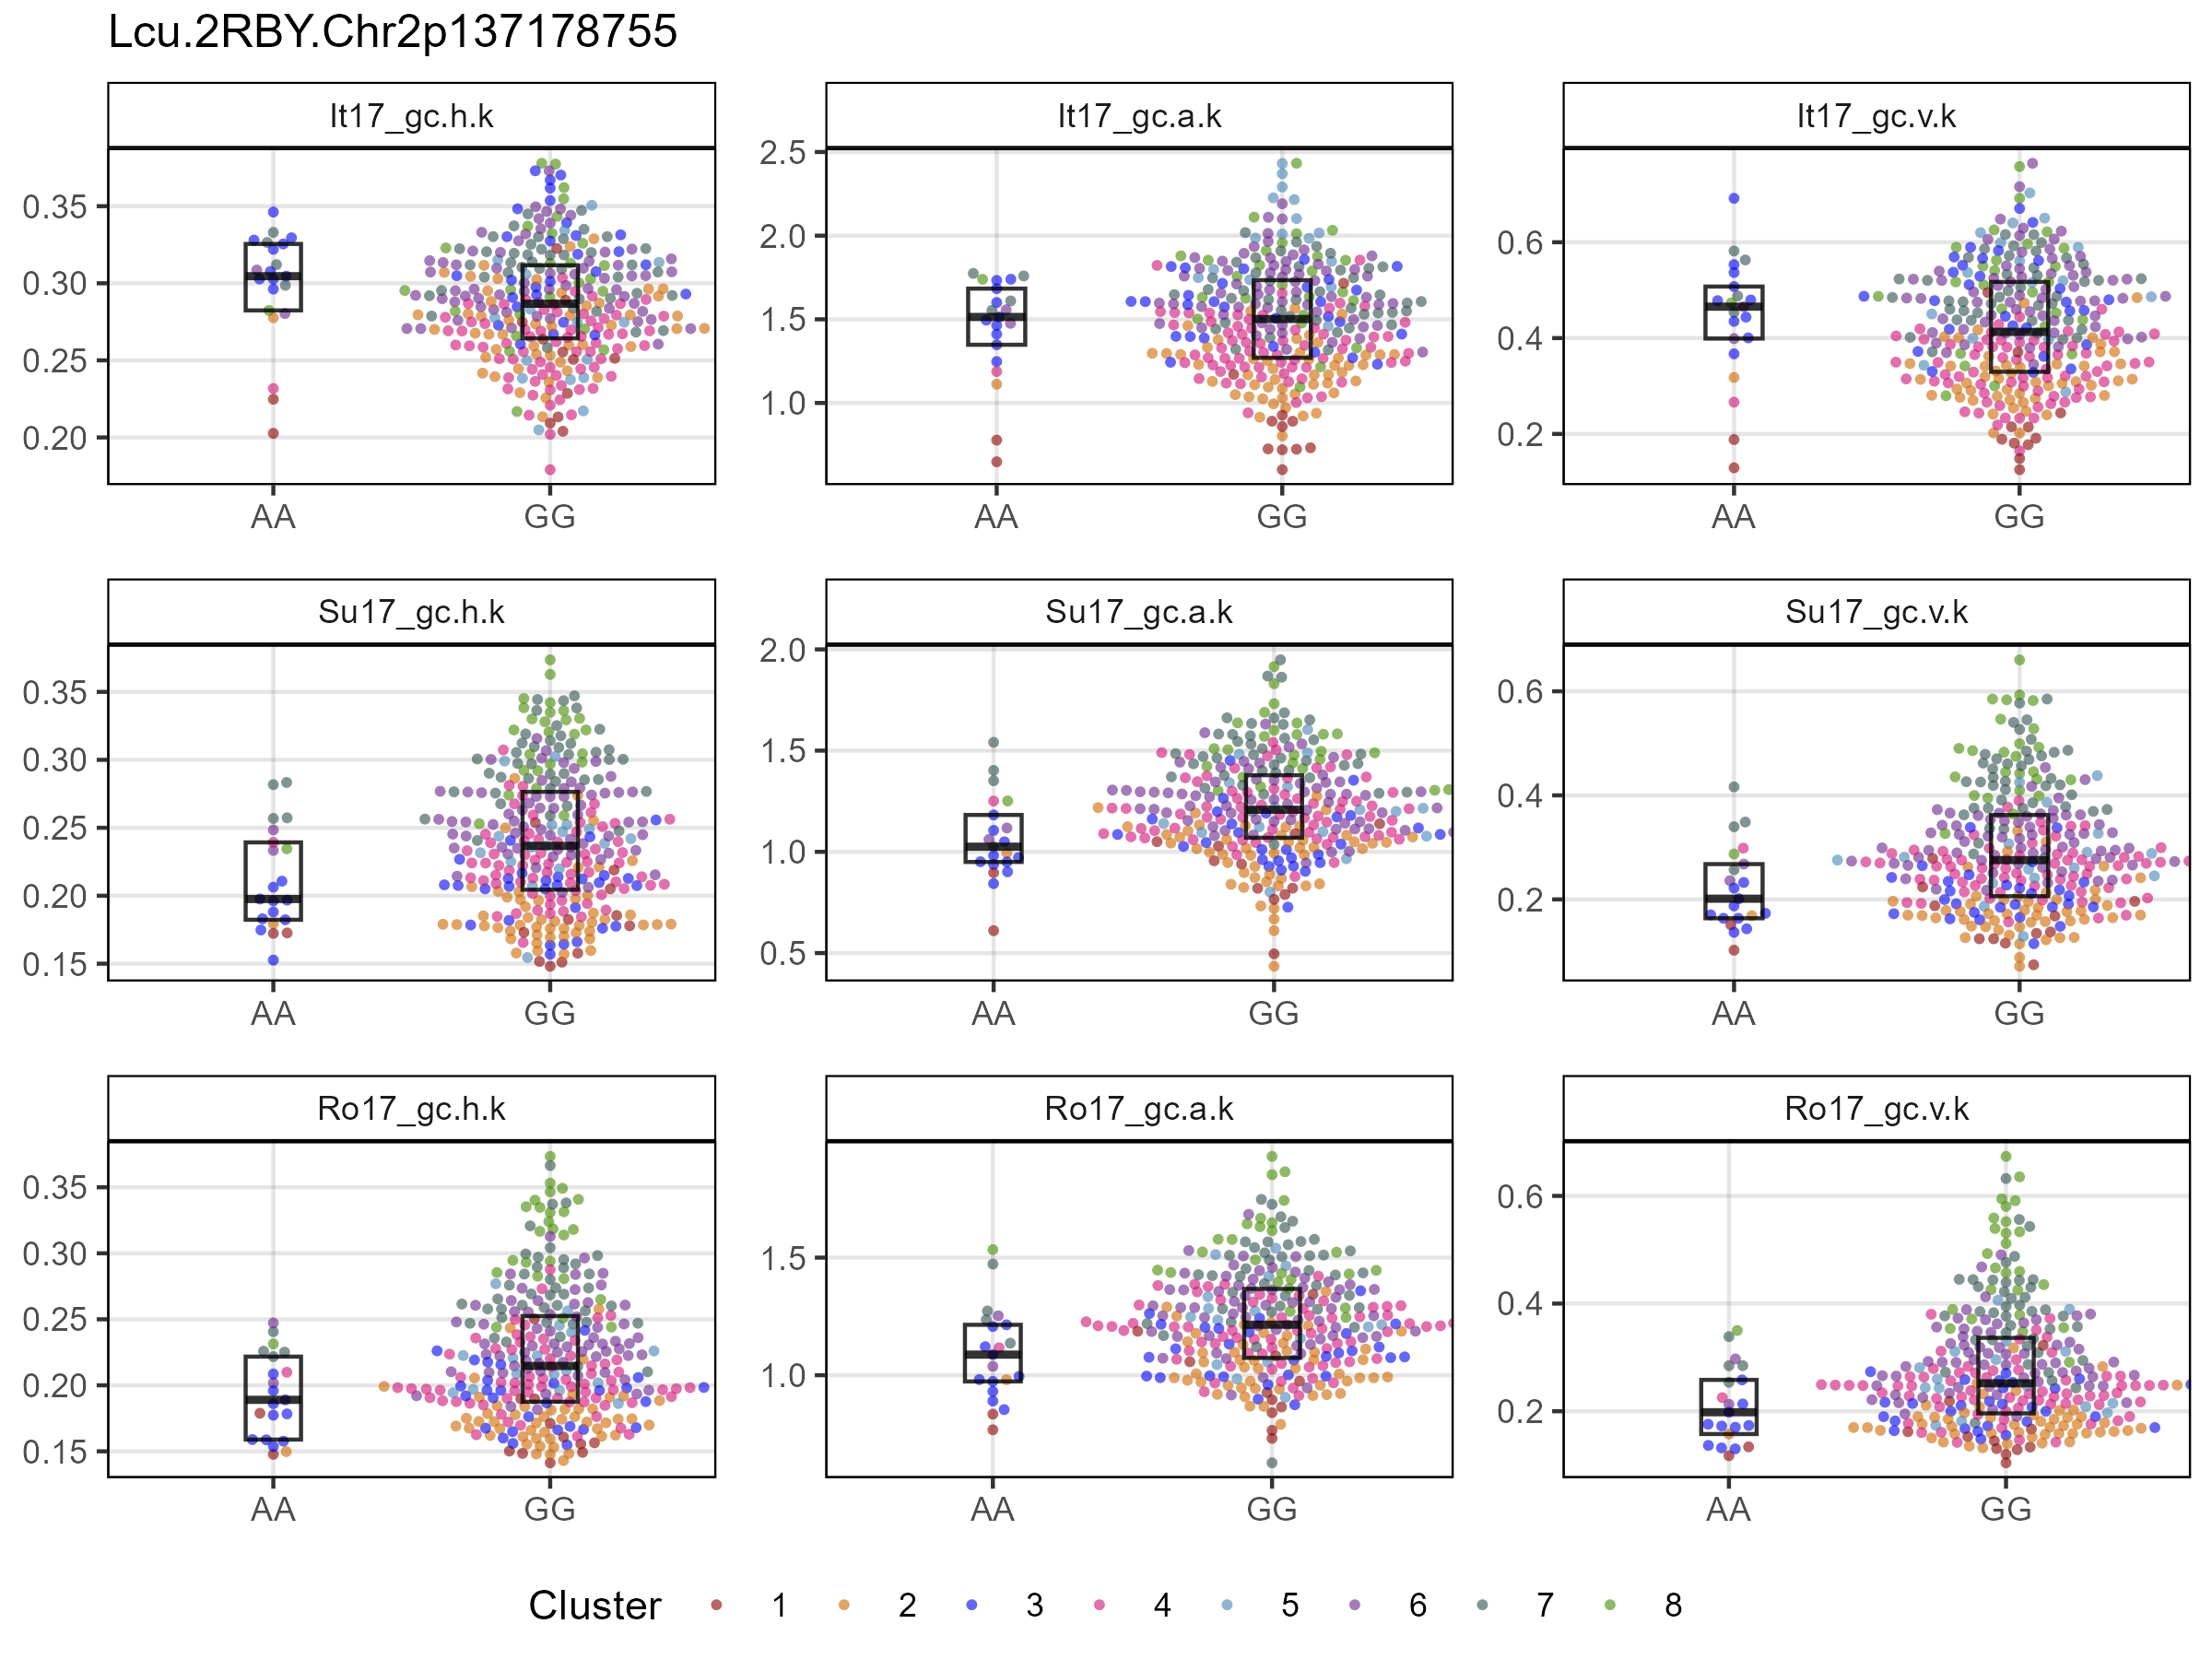 Lcu.2RBY.Chr2p137178755
It17_gc.h.k
It17_gc.a.k
It17_gc.v.k
0.35
0.30
0.25
0.20
AA GG
2.5
2.0
1.5
1.0
AA GG
0.6
0.4
0.2
AA GG
Su17_gc.h.k
Su17_gc.a.k
Su17_gc.v.k
0.35
0.30
0.25
0.20
0.15
AA GG
2.0
1.5
1.0
0.5
AA GG
0.6
0.4
0.2
AA GG
Ro17_gc.h.k
Ro17_gc.a.k
Ro17_gc.v.k
0.35
0.30
0.25
0.20
0.15
AA GG
1.5
1.0
AA GG
0.6
0.4
0.2
AA GG
Cluster 1 2 3 4 5 6 7 8